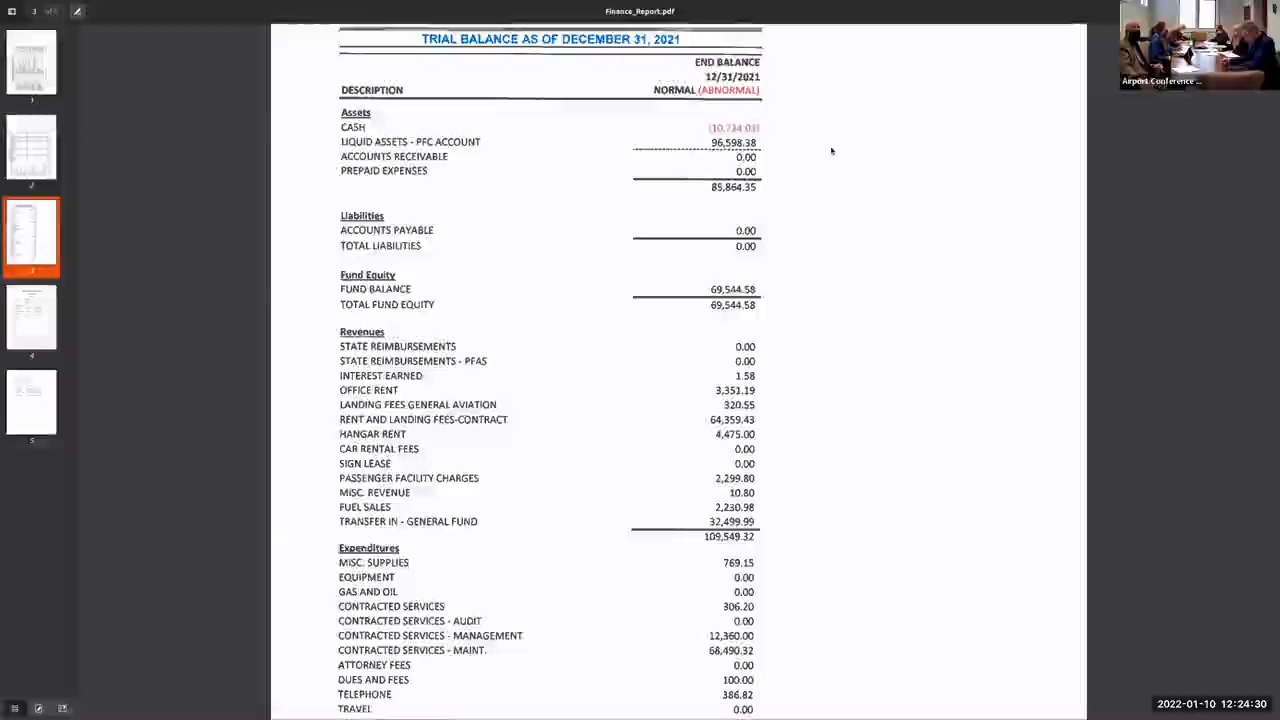 3
Finance_Report.pdf
TRIAL BALANCE AS OF DECEMBER 31, 2021
END BALANCE
12/31/2021
DESCRIPTION NORMAL (ABNORMAL)
Assets
CASH (10,734.03)
LIQUID ASSETS - PFC ACCOUNT 96,598.38
ACCOUNTS RECEIVABLE 0.00
PREPAID EXPENSES 0.00
85,864.35
Liabilities
ACCOUNTS PAYABLE 0.00
TOTAL LIABILITIES 0.00
Fund Equity
FUND BALANCE 69,544.58
TOTAL FUND EQUITY 69,544.58
Revenues
STATE REIMBURSEMENTS 0.00
STATE REIMBURSEMENTS - PFAS 0.00
INTEREST EARNED 1.58
OFFICE RENT 3,351.19
LANDING FEES GENERAL AVIATION 320.55
RENT AND LANDING FEES-CONTRACT 64,359.43
HANGAR RENT 4,475.00
CAR RENTAL FEES 0.00
SIGN LEASE 0.00
PASSENGER FACILITY CHARGES 2,299.80
MISC. REVENUE 10.80
FUEL SALES 2,230.98
TRANSFER IN - GENERAL FUND 32,499.99
109,549.32
Expenditures
MISC. SUPPLIES 769.15
EQUIPMENT 0.00
GAS AND OIL 0.00
CONTRACTED SERVICES 306.20
CONTRACTED SERVICES - AUDIT 0.00
CONTRACTED SERVICES - MANAGEMENT 12,360.00
CONTRACTED SERVICES - MAINT. 68,490.32
ATTORNEY FEES 0.00
DUES AND FEES 100.00
TELEPHONE 386.82
TRAVEL 0.00
Airport Conference ...
2022-01-10 12:24:30